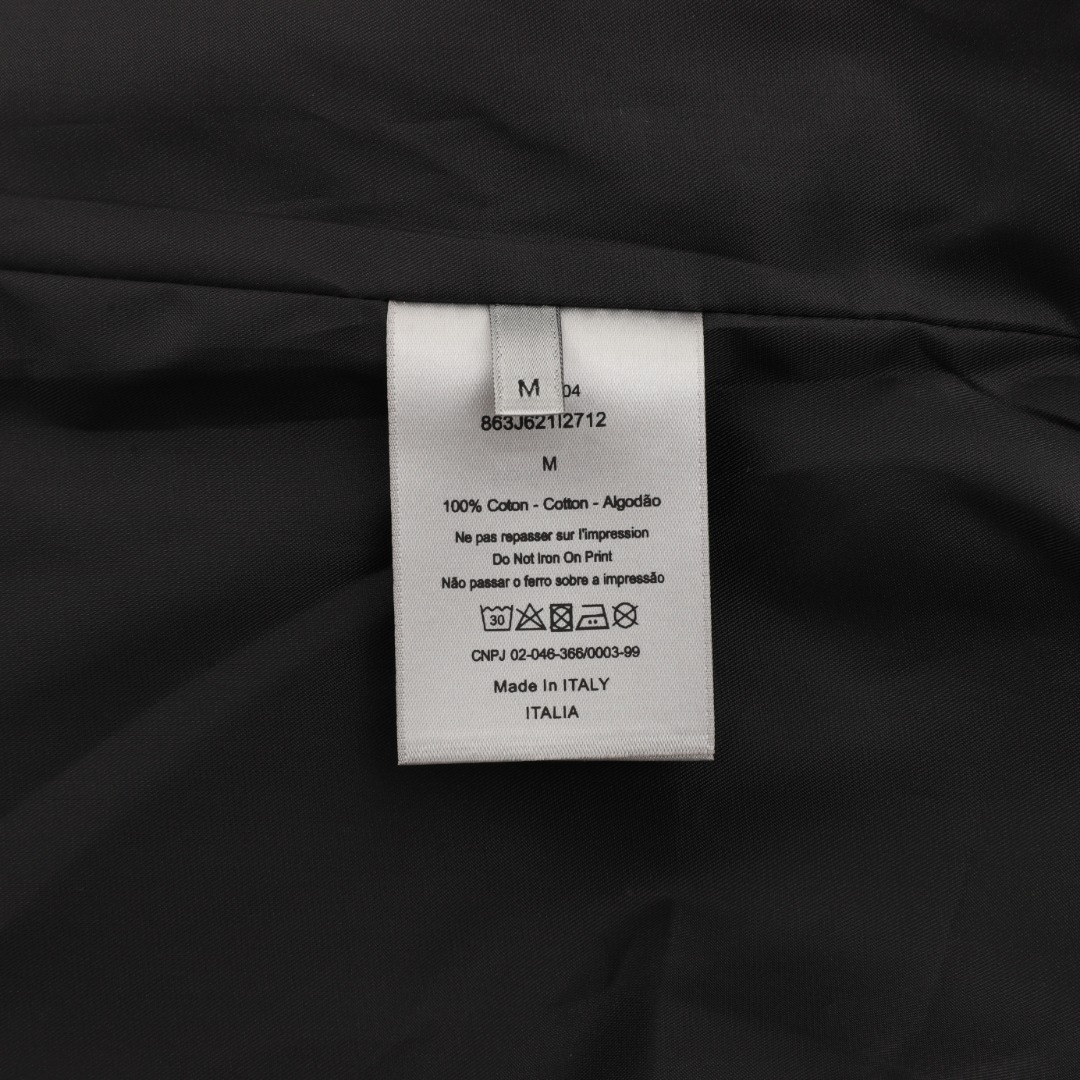 M
04
863J621I2712
M
100% Coton - Cotton - Algodão
Ne pas repasser sur l'impression
Do Not Iron On Print
Não passar o ferro sobre a impressão
30
CNPJ 02-046-366/0003-99
Made In ITALY
ITALIA